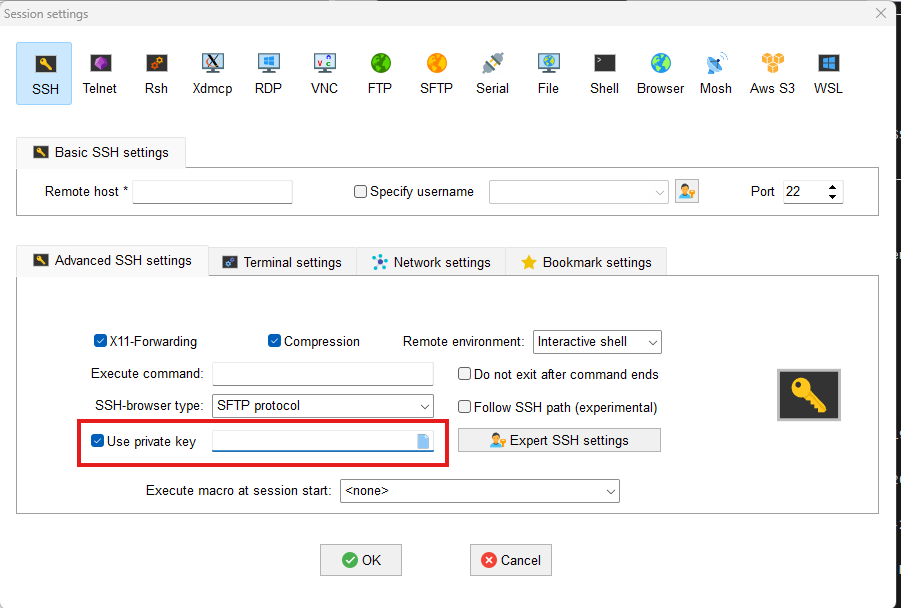 Session settings
SSH Telnet Rsh Xdmcp RDP VNC FTP SFTP Serial File Shell Browser Mosh Aws S3 WSL
Basic SSH settings
Remote host * Specify username Port 22
Advanced SSH settings Terminal settings Network settings Bookmark settings
X11-Forwarding Compression Remote environment: Interactive shell
Execute command: Do not exit after command ends
SSH-browser type: SFTP protocol Follow SSH path (experimental)
Use private key Expert SSH settings
Execute macro at session start: <none>
OK Cancel